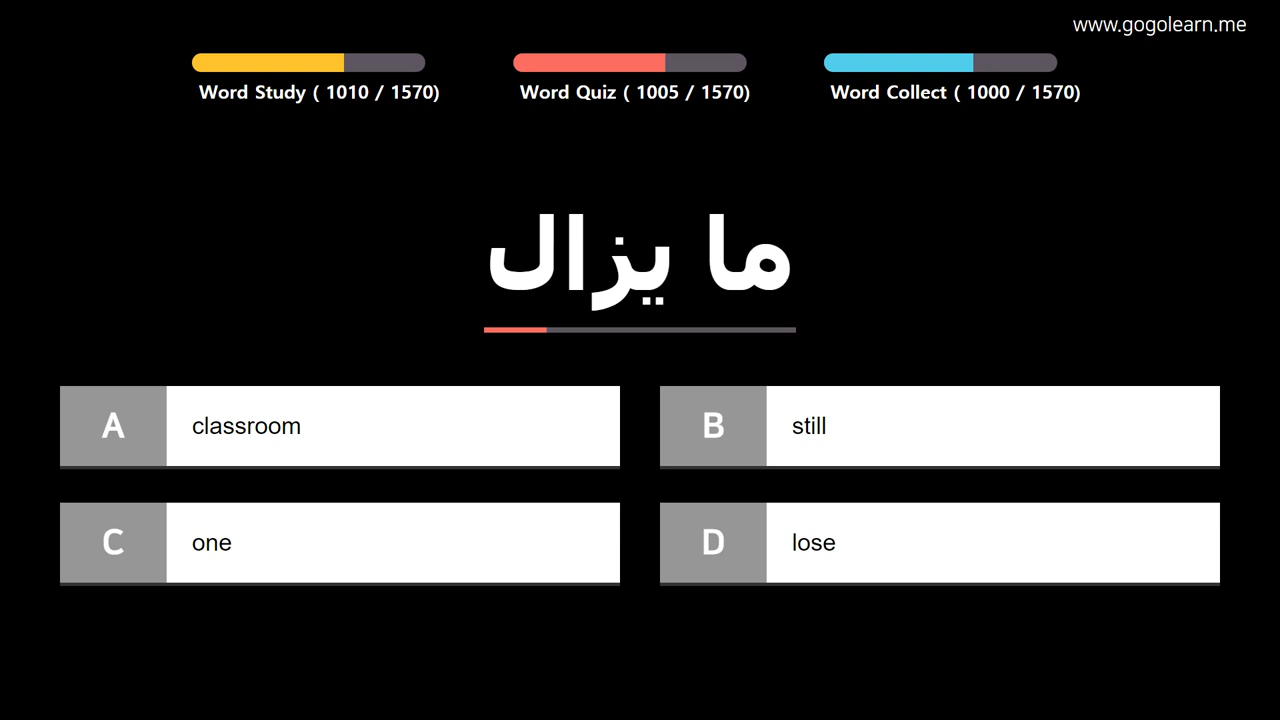 www.gogolearn.me
Word Study ( 1010 / 1570)
Word Quiz ( 1005 / 1570)
Word Collect ( 1000 / 1570)
ما يزال
A classroom
B still
C one
D lose